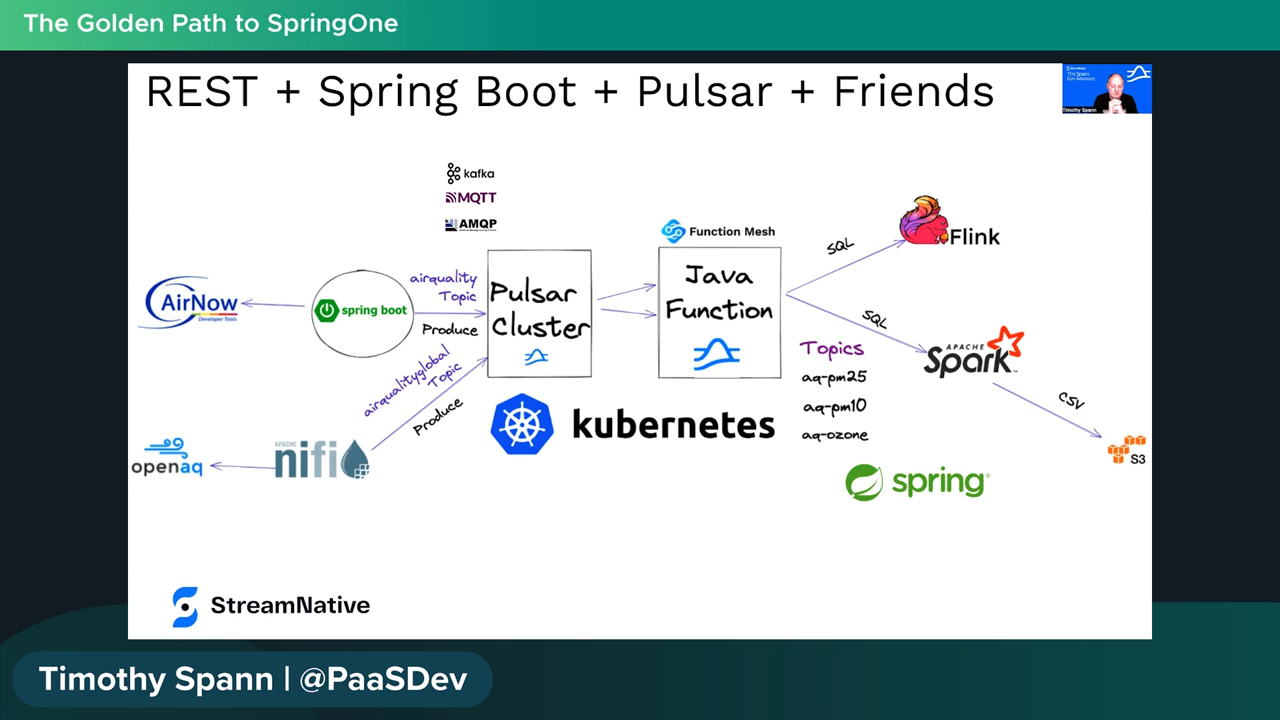 The Golden Path to SpringOne
REST + Spring Boot + Pulsar + Friends
Timothy Spann
kafka
MQTT
AMQP
Function Mesh
Flink
SQL
AirNow
Developer Tools
spring boot
airquality
Topic
Produce
Pulsar
Cluster
Java
Function
SQL
APACHE
Spark
Topics
aq-pm25
aq-pm10
aq-ozone
airqualityglobal
Topic
Produce
CSV
openaq
APACHE
nifi
kubernetes
S3
spring
StreamNative
Timothy Spann | @PaaSDev